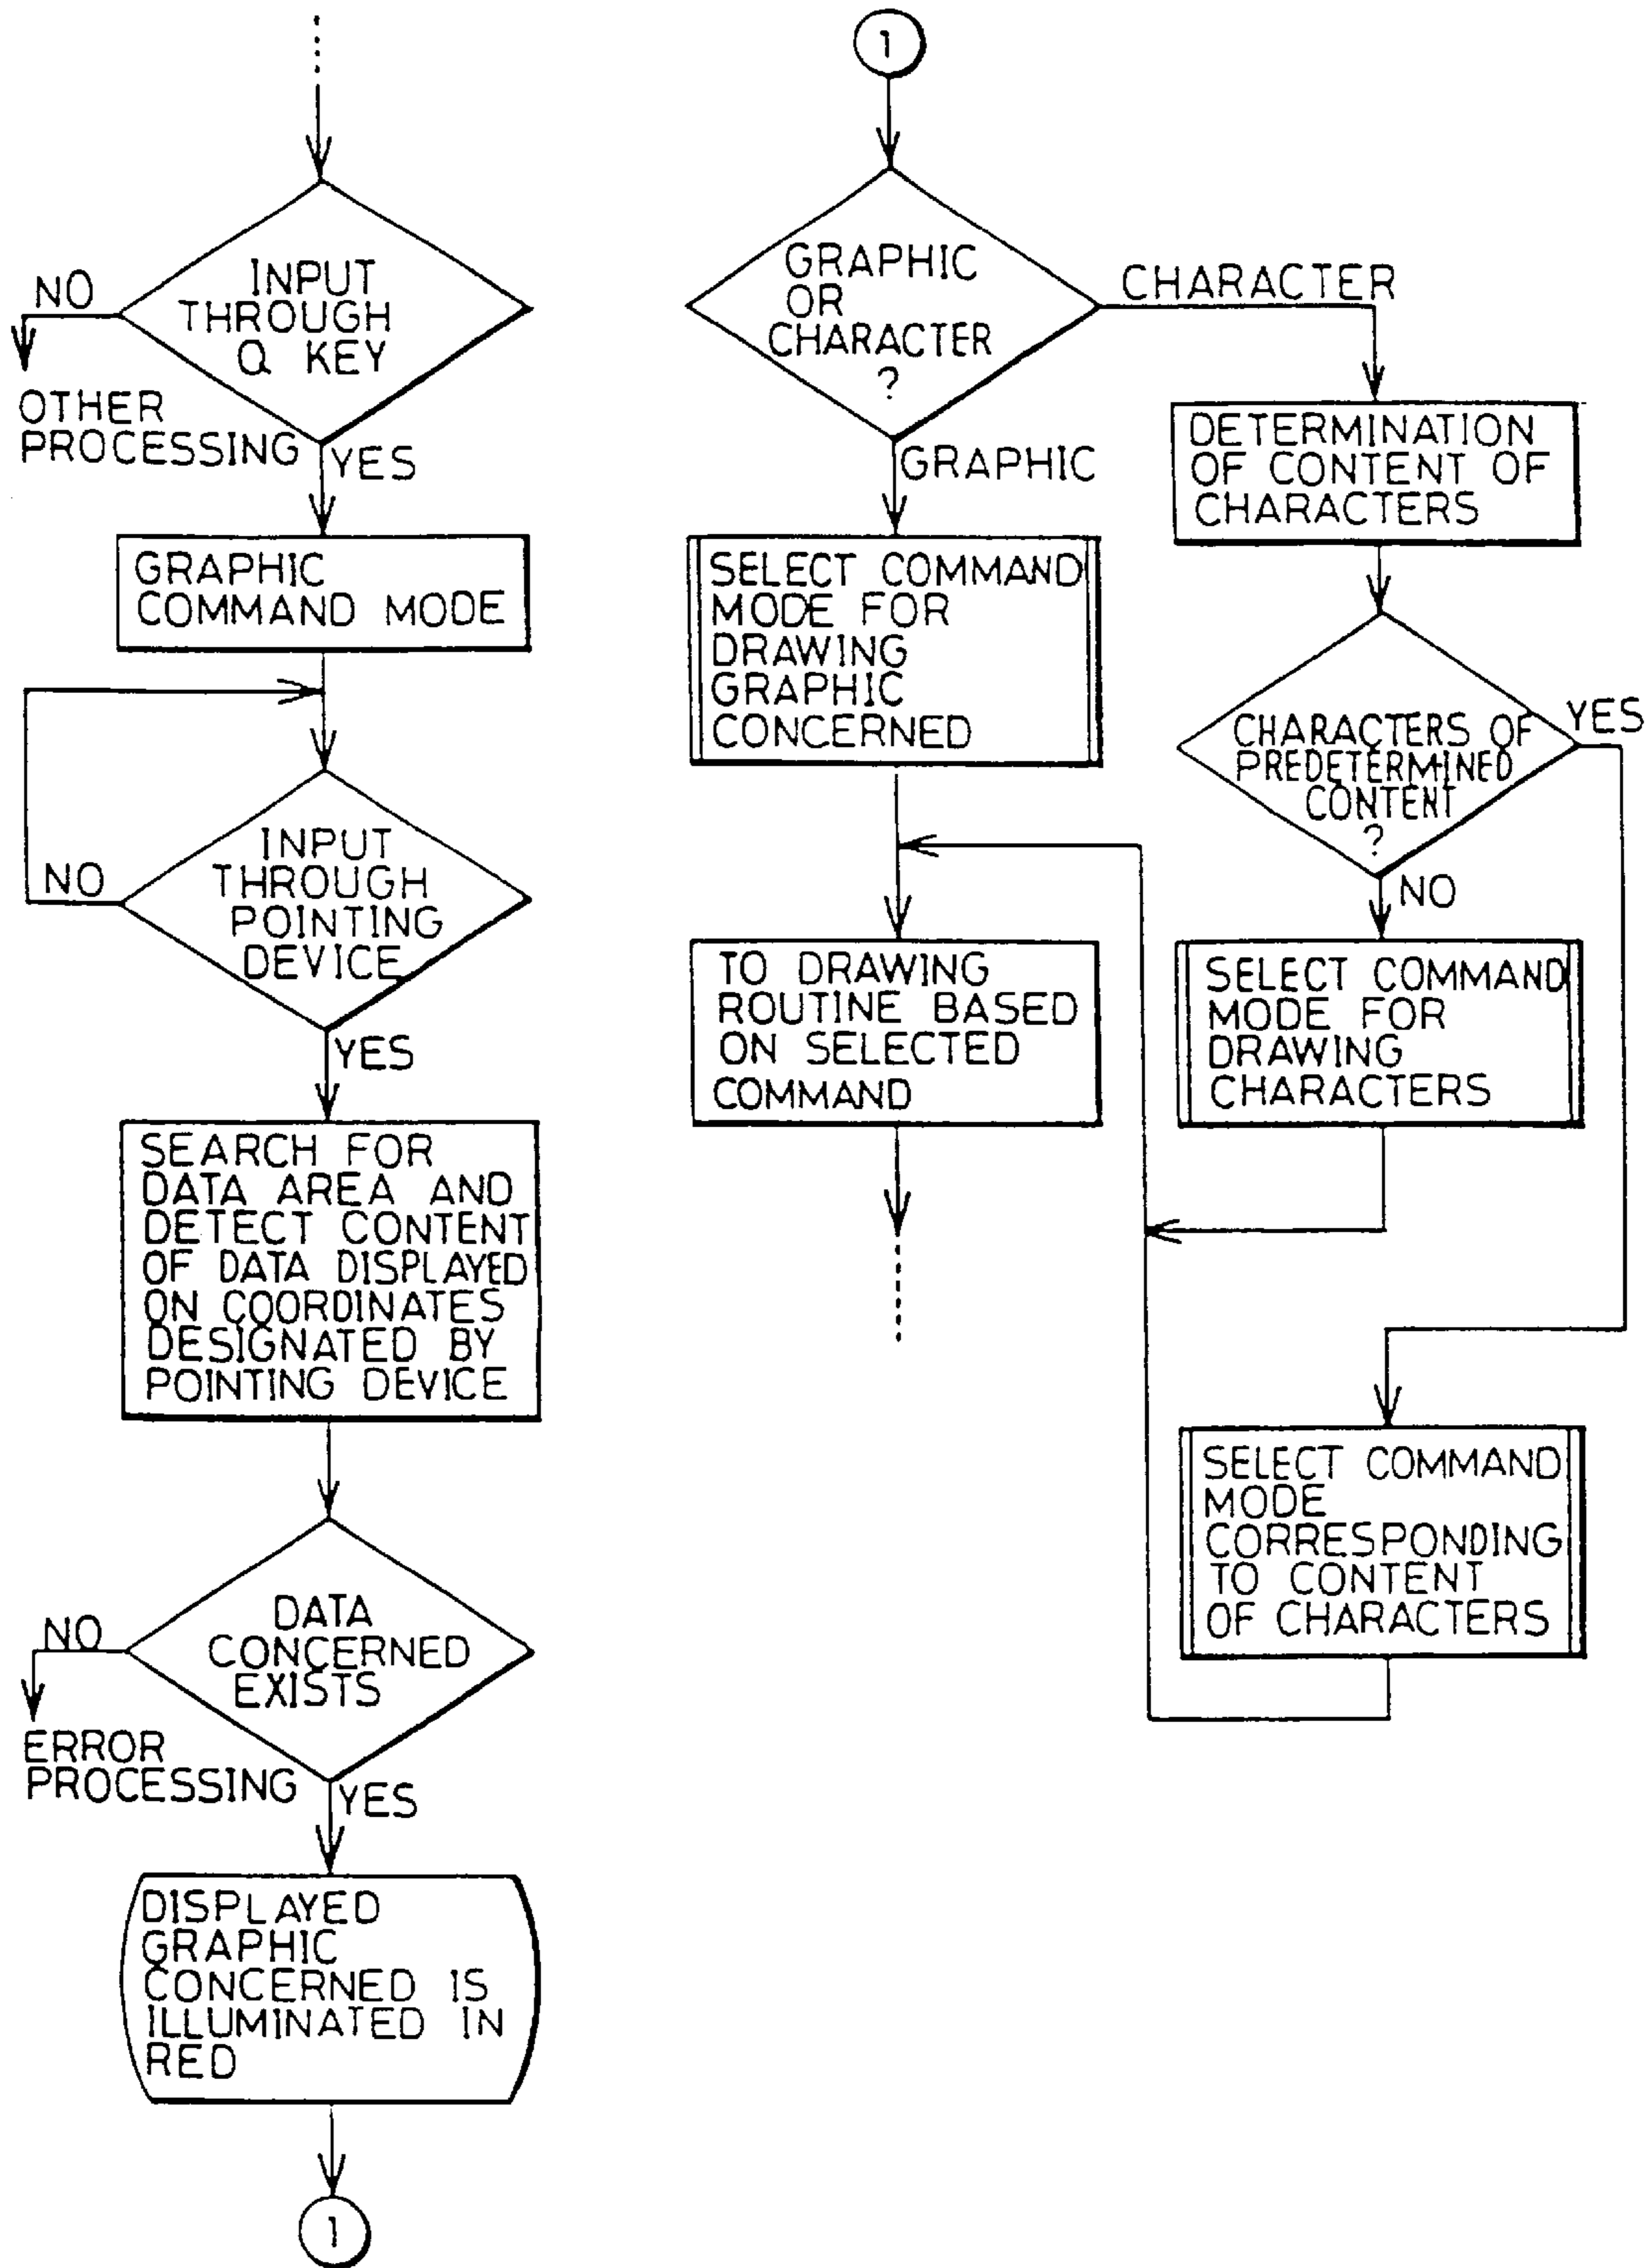 INPUT
THROUGH
Q KEY
NO
OTHER
PROCESSING
YES
GRAPHIC
COMMAND MODE
INPUT
THROUGH
POINTING
DEVICE
NO
YES
SEARCH FOR
DATA AREA AND
DETECT CONTENT
OF DATA DISPLAYED
ON COORDINATES
DESIGNATED BY
POINTING DEVICE
DATA
CONCERNED
EXISTS
NO
ERROR
PROCESSING
YES
DISPLAYED
GRAPHIC
CONCERNED IS
ILLUMINATED IN
RED
1
1
GRAPHIC
OR
CHARACTER
?
CHARACTER
GRAPHIC
SELECT COMMAND
MODE FOR
DRAWING
GRAPHIC
CONCERNED
TO DRAWING
ROUTINE BASED
ON SELECTED
COMMAND
DETERMINATION
OF CONTENT OF
CHARACTERS
CHARACTERS OF
PREDETERMINED
CONTENT
?
YES
NO
SELECT COMMAND
MODE FOR
DRAWING
CHARACTERS
SELECT COMMAND
MODE
CORRESPONDING
TO CONTENT
OF CHARACTERS